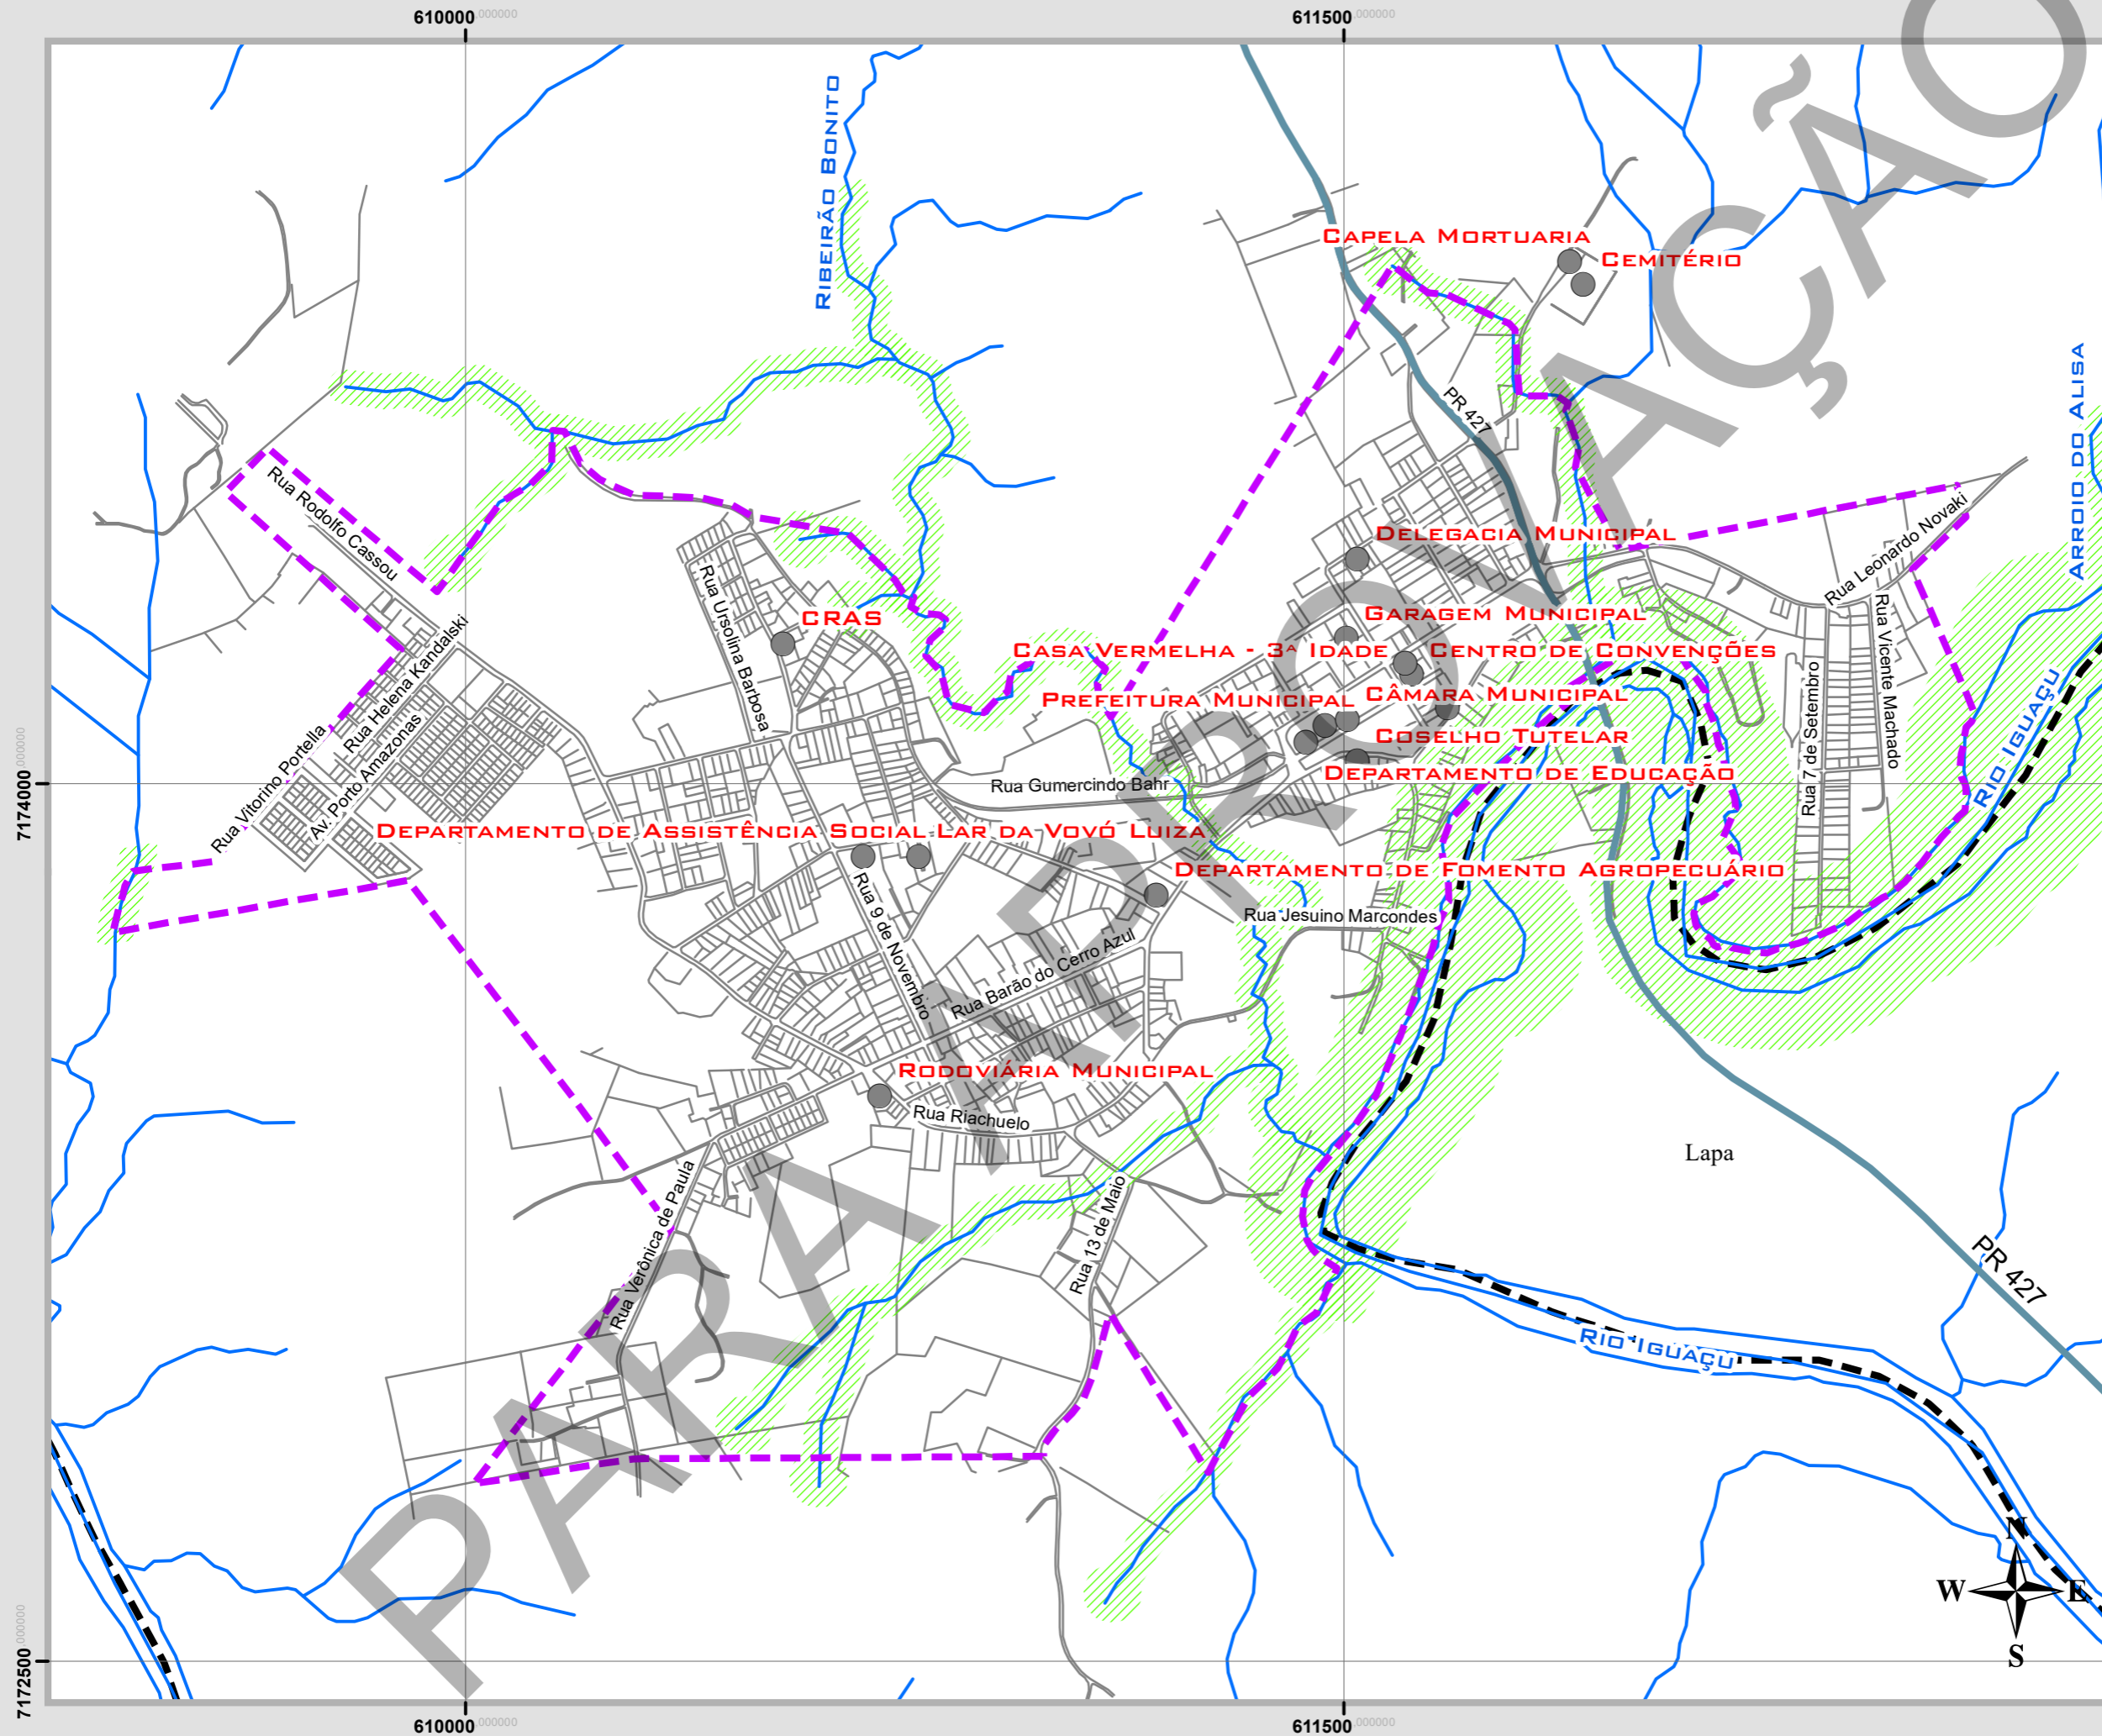 610000.000000
611500.000000
RIBEIRÃO BONITO
CAPELA MORTUARIA
CEMITÉRIO
ARROIO DO ALISA
PR 427
Rua Rodolfo Cassou
Rua Leonardo Novaki
DELEGACIA MUNICIPAL
Rua Ursolina Barbosa
CRAS
GARAGEM MUNICIPAL
Rua Vicente Machado
Rua Helena Kandalski
CASA VERMELHA - 3ª IDADE
CENTRO DE CONVENÇÕES
Rua 7 de Setembro
RIO IGUAÇU
PREFEITURA MUNICIPAL
CÂMARA MUNICIPAL
COSELHO TUTELAR
Rua Vitorino Portella
Av. Porto Amazonas
7174000.000000
Rua Gumercindo Bahr
DEPARTAMENTO DE EDUCAÇÃO
DEPARTAMENTO DE ASSISTÊNCIA SOCIAL
LAR DA VOVÓ LUIZA
DEPARTAMENTO DE FOMENTO AGROPECUÁRIO
Rua 9 de Novembro
Rua Jesuino Marcondes
Rua Barão do Cerro Azul
RODOVIÁRIA MUNICIPAL
Rua Riachuelo
Lapa
Rua Verônica de Paula
Rua 13 de Maio
PR 427
RIO IGUAÇU
PARA APROVAÇÃO
N
W
E
S
7172500.000000
610000.000000
611500.000000